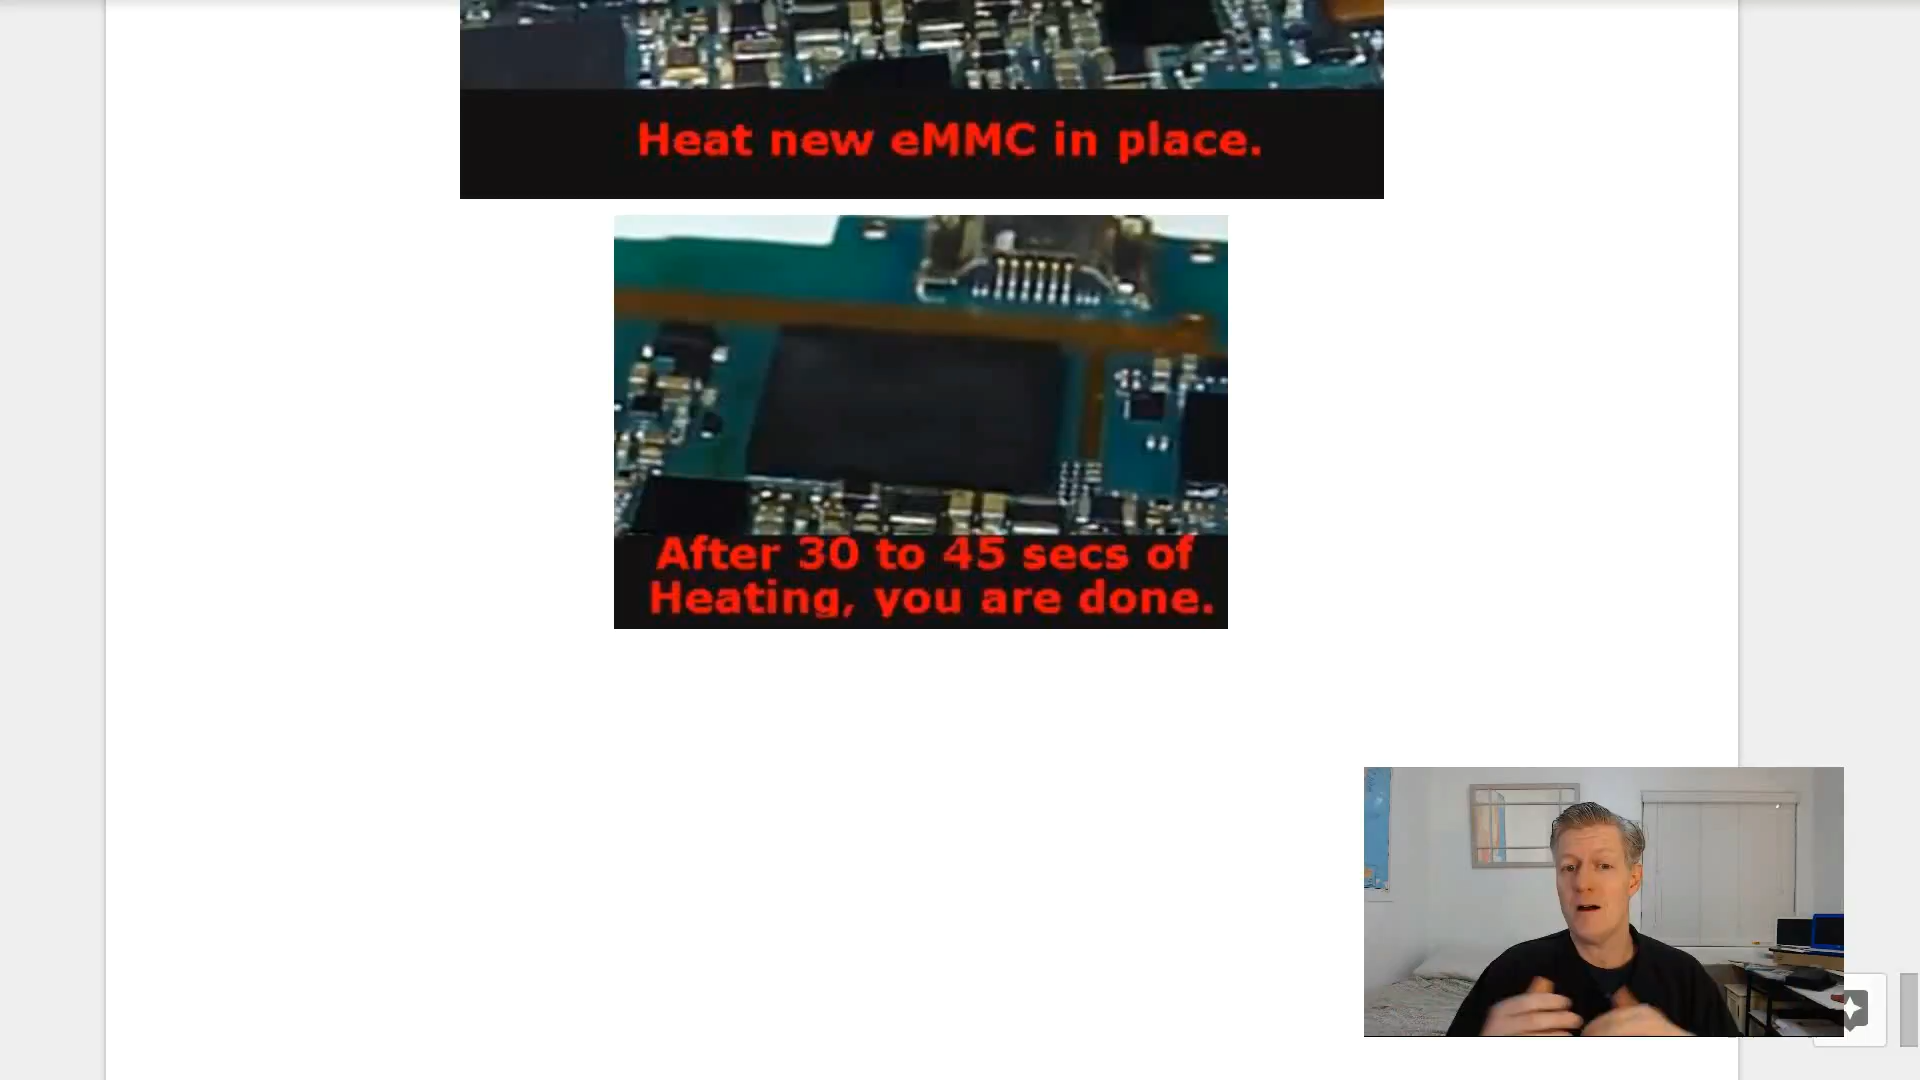 Heat new eMMC in place.
After 30 to 45 secs of
Heating, you are done.